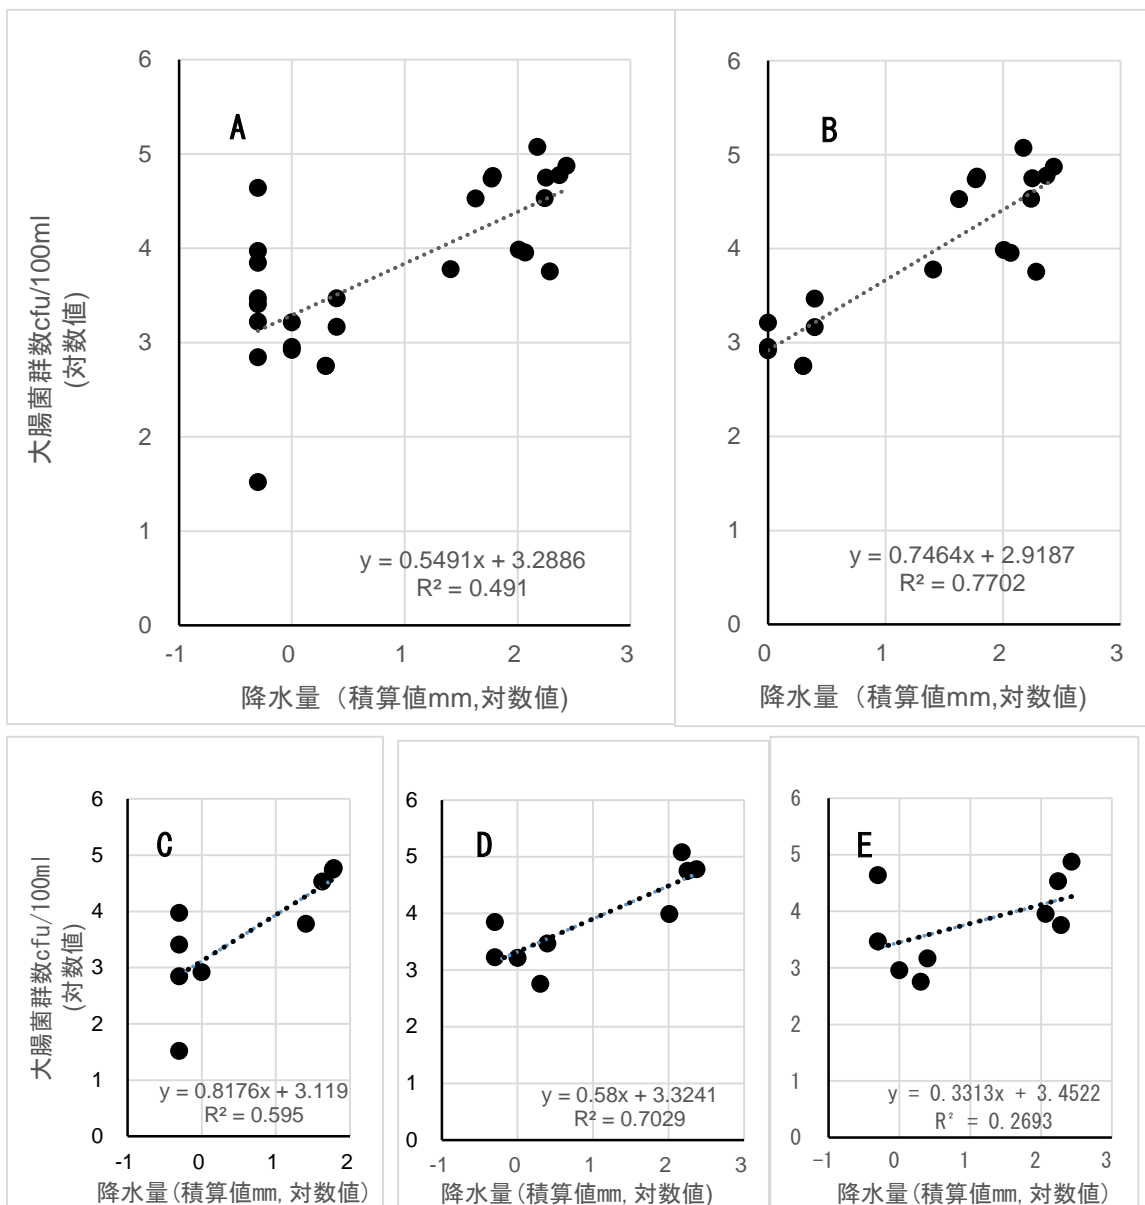 A
大腸菌群数cfu/100ml
(対数値)
6
5
4
3
2
1
0
-1
0
1
2
3
y = 0.5491x + 3.2886
R² = 0.491
降水量（積算値mm,対数値)
B
6
5
4
3
2
1
0
0
1
2
3
y = 0.7464x + 2.9187
R² = 0.7702
降水量（積算値mm,対数値)
C
大腸菌群数cfu/100ml
(対数値)
6
5
4
3
2
1
0
-1
0
1
2
y = 0.8176x + 3.119
R² = 0.595
降水量(積算値mm, 対数値)
D
6
5
4
3
2
1
0
-1
0
1
2
3
y = 0.58x + 3.3241
R² = 0.7029
降水量(積算値mm, 対数値)
E
6
5
4
3
2
1
0
-1
0
1
2
3
y = 0.3313x + 3.4522
R² = 0.2693
降水量(積算値mm, 対数値)